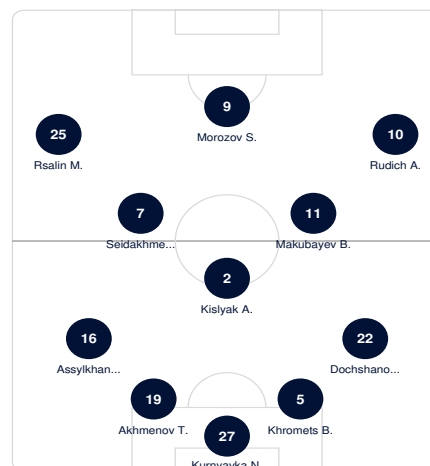 9
Morozov S.
25
Rsalin M.
10
Rudich A.
7
Seidakhme...
11
Makubayev B.
2
Kislyak A.
16
Assylkhan...
22
Dochshano...
19
Akhmenov T.
5
Khromets B.
27
Kurnyavka N.